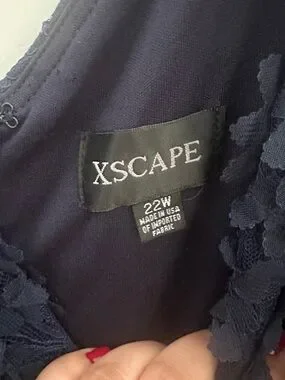 XSCAPE
22W
MADE IN USA
OF IMPORTED
FABRIC